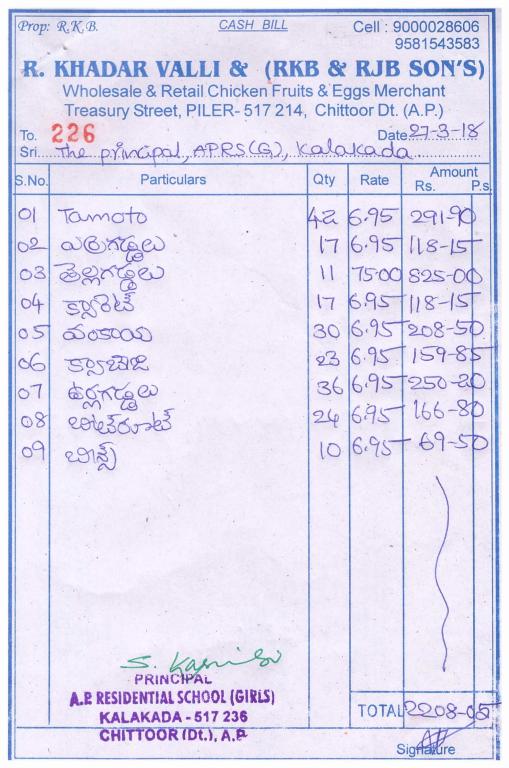 Prop: R.K.B. CASH BILL Cell : 9000028606
9581543583
R. KHADAR VALLI & (RKB & RJB SON'S)
Wholesale & Retail Chicken Fruits & Eggs Merchant
Treasury Street, PILER- 517 214, Chittoor Dt. (A.P.)
To. 226 Date 27-3-18
Sri The principal, APRS(G), Kalakada
S.No. Particulars Qty Rate Amount
Rs. P.s.
01 Tamoto 42 6.95 291-90
02 ఎర్రగడ్డలు 17 6.95 118-15
03 తెల్లగడ్డలు 11 75-00 825-00
04 క్యారెట్ 17 6.95 118-15
05 వంకాయ 30 6.95 208-50
06 క్యాబేజి 23 6.95 159-85
07 ఉర్లగడ్డలు 36 6.95 250-20
08 బీట్‌రూట్ 24 6.95 166-80
09 బీన్స్ 10 6.95 69-50
PRINCIPAL
A.P. RESIDENTIAL SCHOOL (GIRLS)
KALAKADA - 517 236
CHITTOOR (Dt.), A.P.
TOTAL 2208-05
Signature